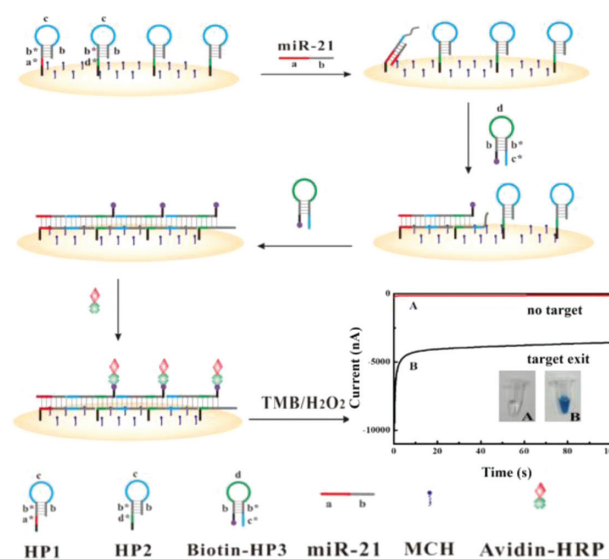 c c
b* b b* b
a* d*
miR-21
a b
d
b b*
c*
0
A
no target
Current (nA)
-5000
B
target exit
A B
-10000
0 20 40 60 80 100
Time (s)
TMB/H2O2
c c d
b* b b* b b b*
a* d* c*
a b
HP1 HP2 Biotin-HP3 miR-21 MCH Avidin-HRP